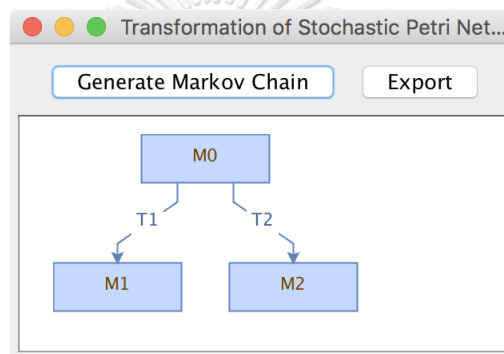 Transformation of Stochastic Petri Net...
Generate Markov Chain Export
M0
T1 T2
M1 M2